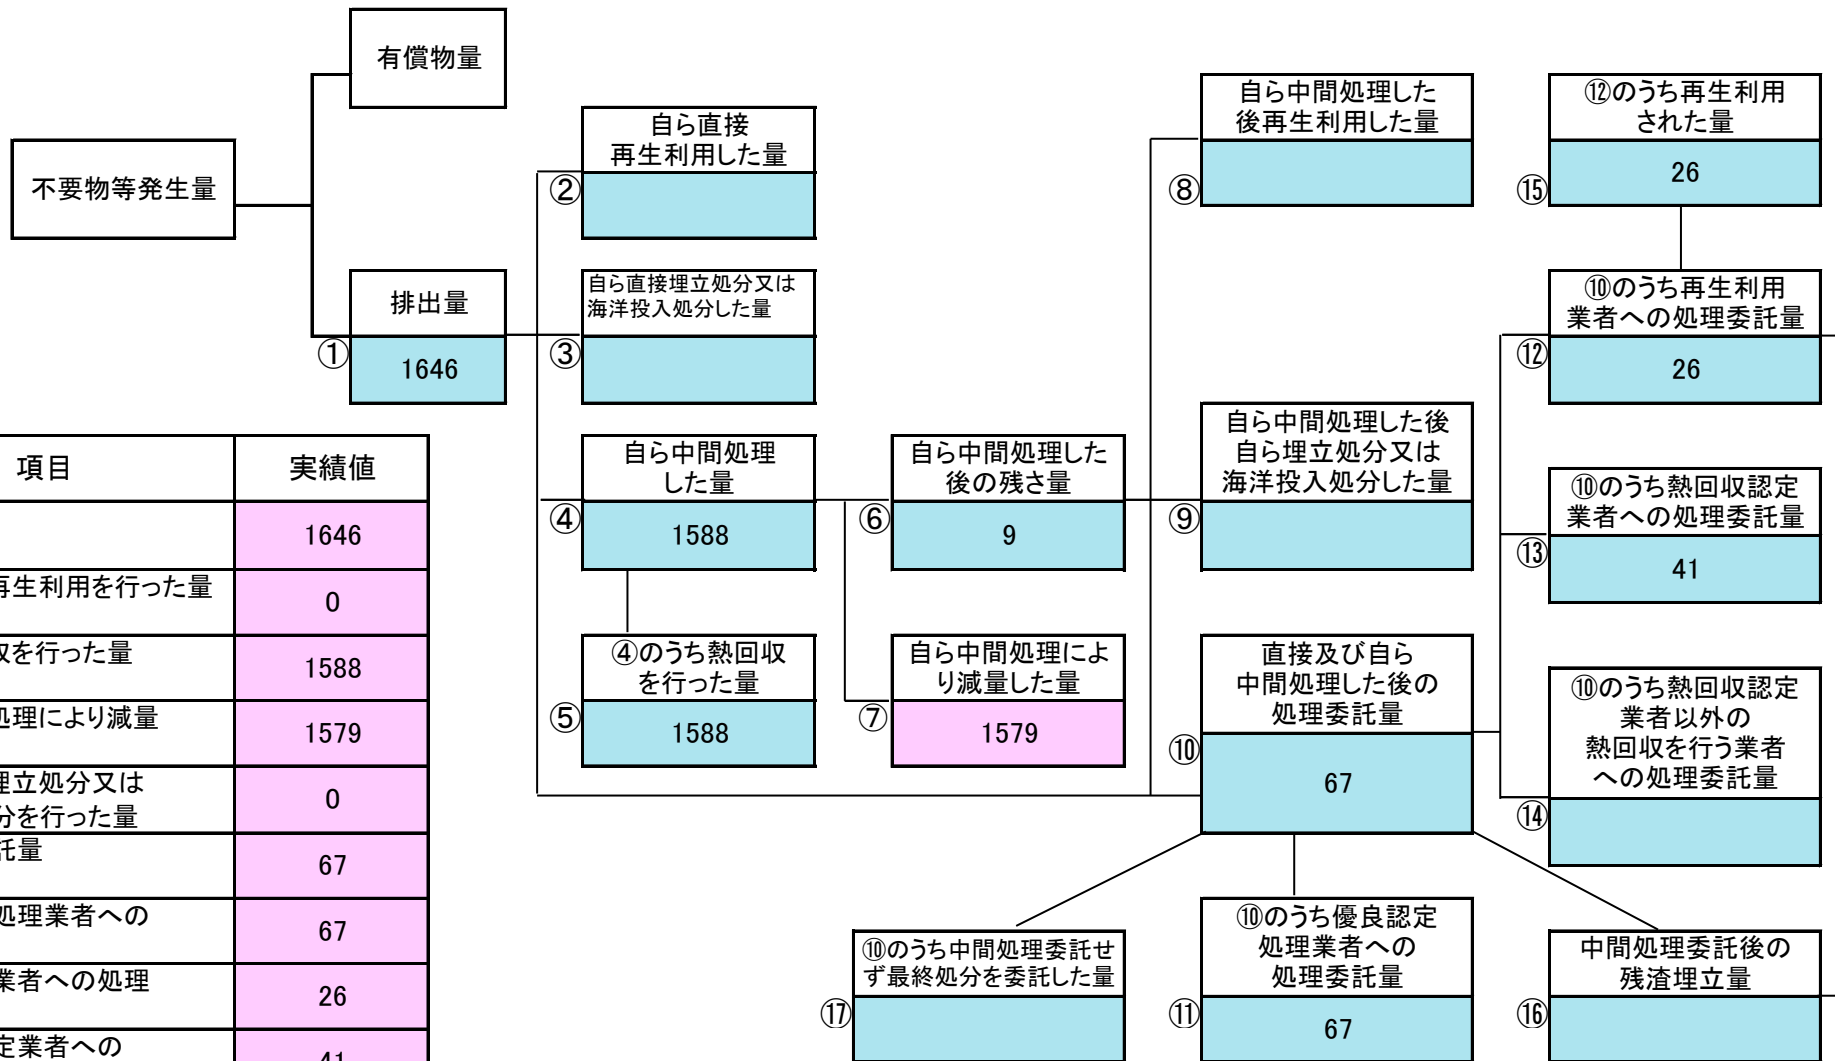 有償物量
不要物等発生量
排出量
①
1646
自ら直接
再生利用した量
②
自ら直接埋立処分又は
海洋投入処分した量
③
自ら中間処理
した量
④
1588
④のうち熱回収
を行った量
⑤
1588
自ら中間処理した
後の残さ量
⑥
9
自ら中間処理によ
り減量した量
⑦
1579
自ら中間処理した
後再生利用した量
⑧
自ら中間処理した後
自ら埋立処分又は
海洋投入処分した量
⑨
直接及び自ら
中間処理した後の
処理委託量
⑩
67
⑩のうち優良認定
処理業者への
処理委託量
⑪
67
⑫のうち再生利用
された量
⑮
26
⑩のうち再生利用
業者への処理委託量
⑫
26
⑩のうち熱回収認定
業者への処理委託量
⑬
41
⑩のうち熱回収認定
業者以外の
熱回収を行う業者
への処理委託量
⑭
中間処理委託後の
残渣埋立量
⑯
⑩のうち中間処理委託せ
ず最終処分を委託した量
⑰
項目
実績値
1646
再生利用を行った量
0
収を行った量
1588
処理により減量
1579
埋立処分又は
分を行った量
0
託量
67
処理業者への
67
業者への処理
26
定業者への
41